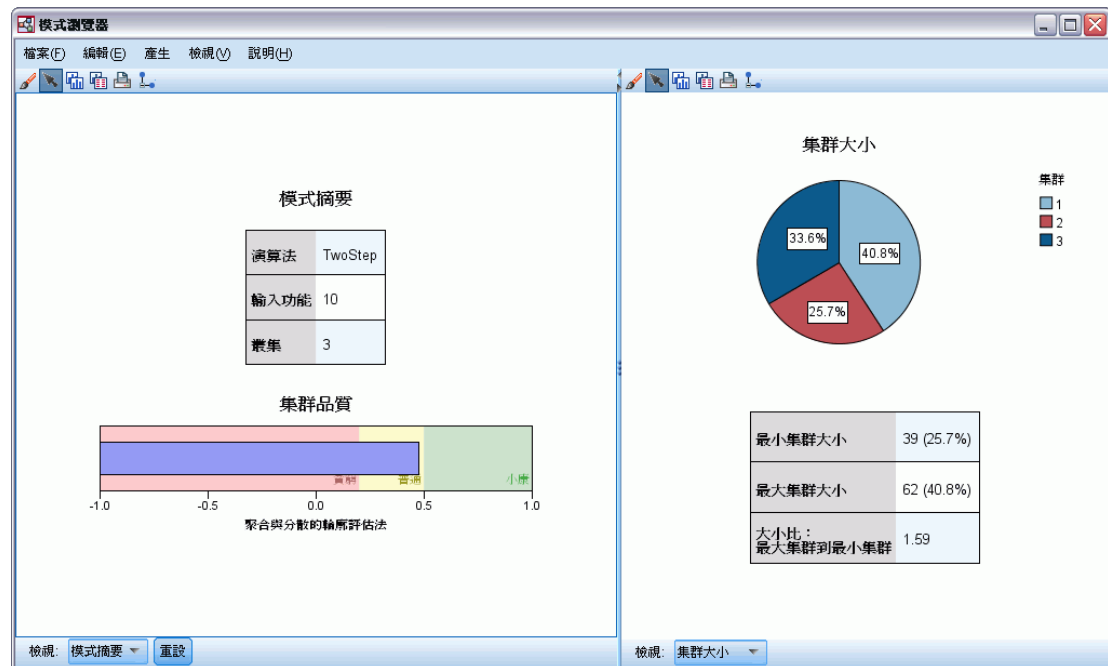 模式瀏覽器
檔案(F) 編輯(E) 產生 檢視(V) 說明(H)
模式摘要
演算法 TwoStep
輸入功能 10
叢集 3
集群品質
貧窮 普通 小康
-1.0 -0.5 0.0 0.5 1.0
聚合與分散的輪廓評估法
檢視: 模式摘要 重設
集群大小
集群
1
2
3
33.6%
40.8%
25.7%
最小集群大小 39 (25.7%)
最大集群大小 62 (40.8%)
大小比:
最大集群到最小集群 1.59
檢視: 集群大小